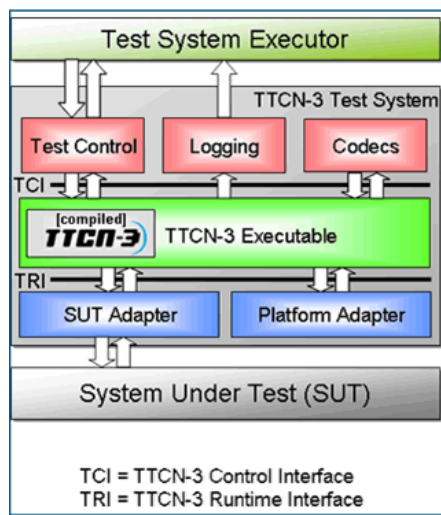 Test System Executor
TTCN-3 Test System
Test Control
Logging
Codecs
TCI
[compiled]
TTCN-3
TTCN-3 Executable
TRI
SUT Adapter
Platform Adapter
System Under Test (SUT)
TCI = TTCN-3 Control Interface
TRI = TTCN-3 Runtime Interface